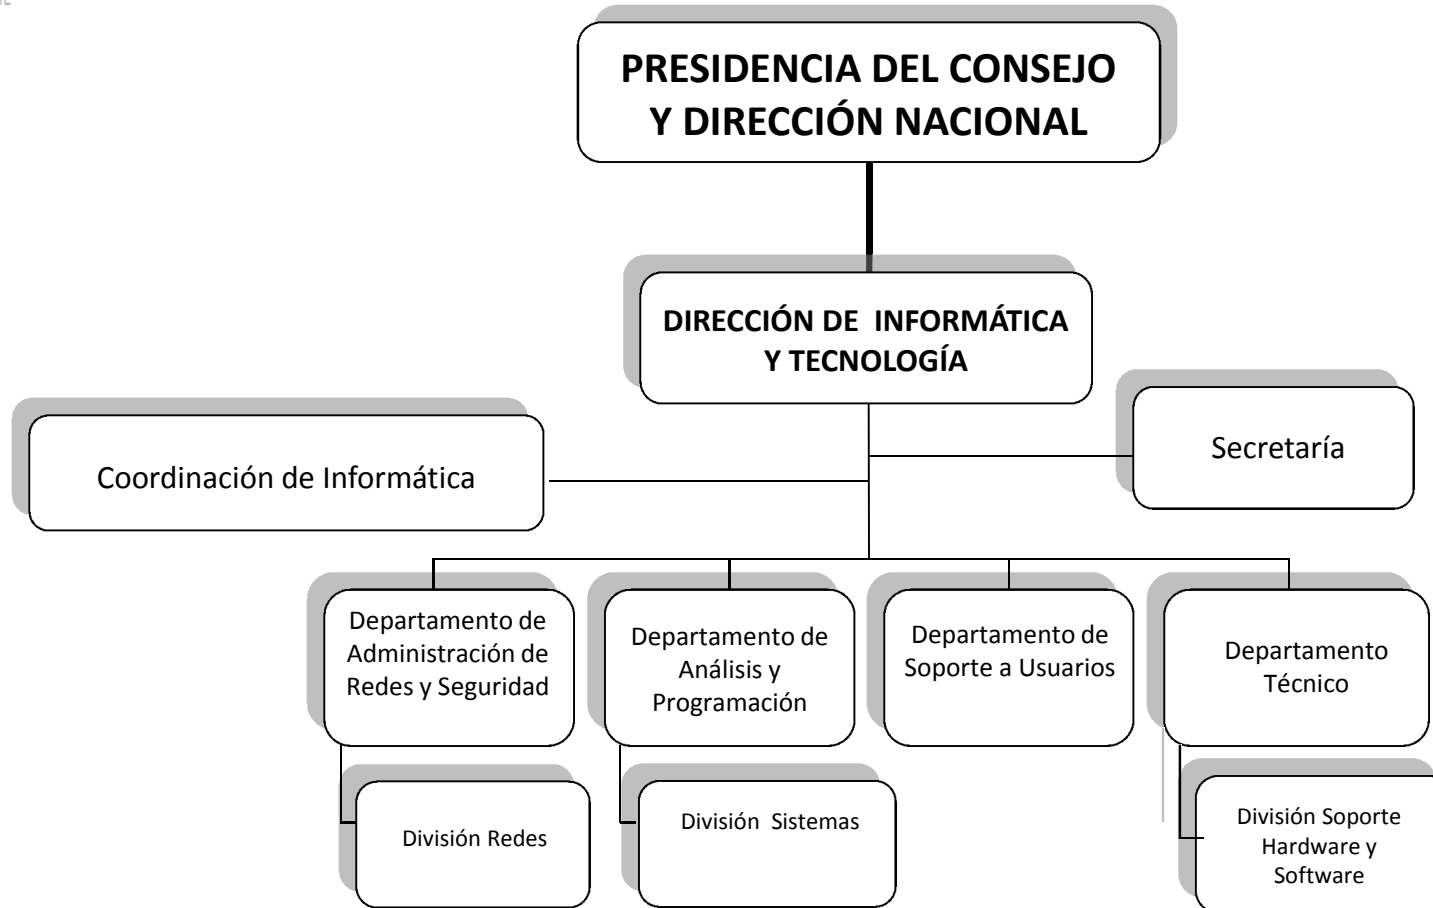 PRESIDENCIA DEL CONSEJO
Y DIRECCIÓN NACIONAL
DIRECCIÓN DE INFORMÁTICA
Y TECNOLOGÍA
Coordinación de Informática
Secretaría
Departamento de
Administración de
Redes y Seguridad
Departamento de
Análisis y
Programación
Departamento de
Soporte a Usuarios
Departamento
Técnico
División Redes
División Sistemas
División Soporte
Hardware y
Software